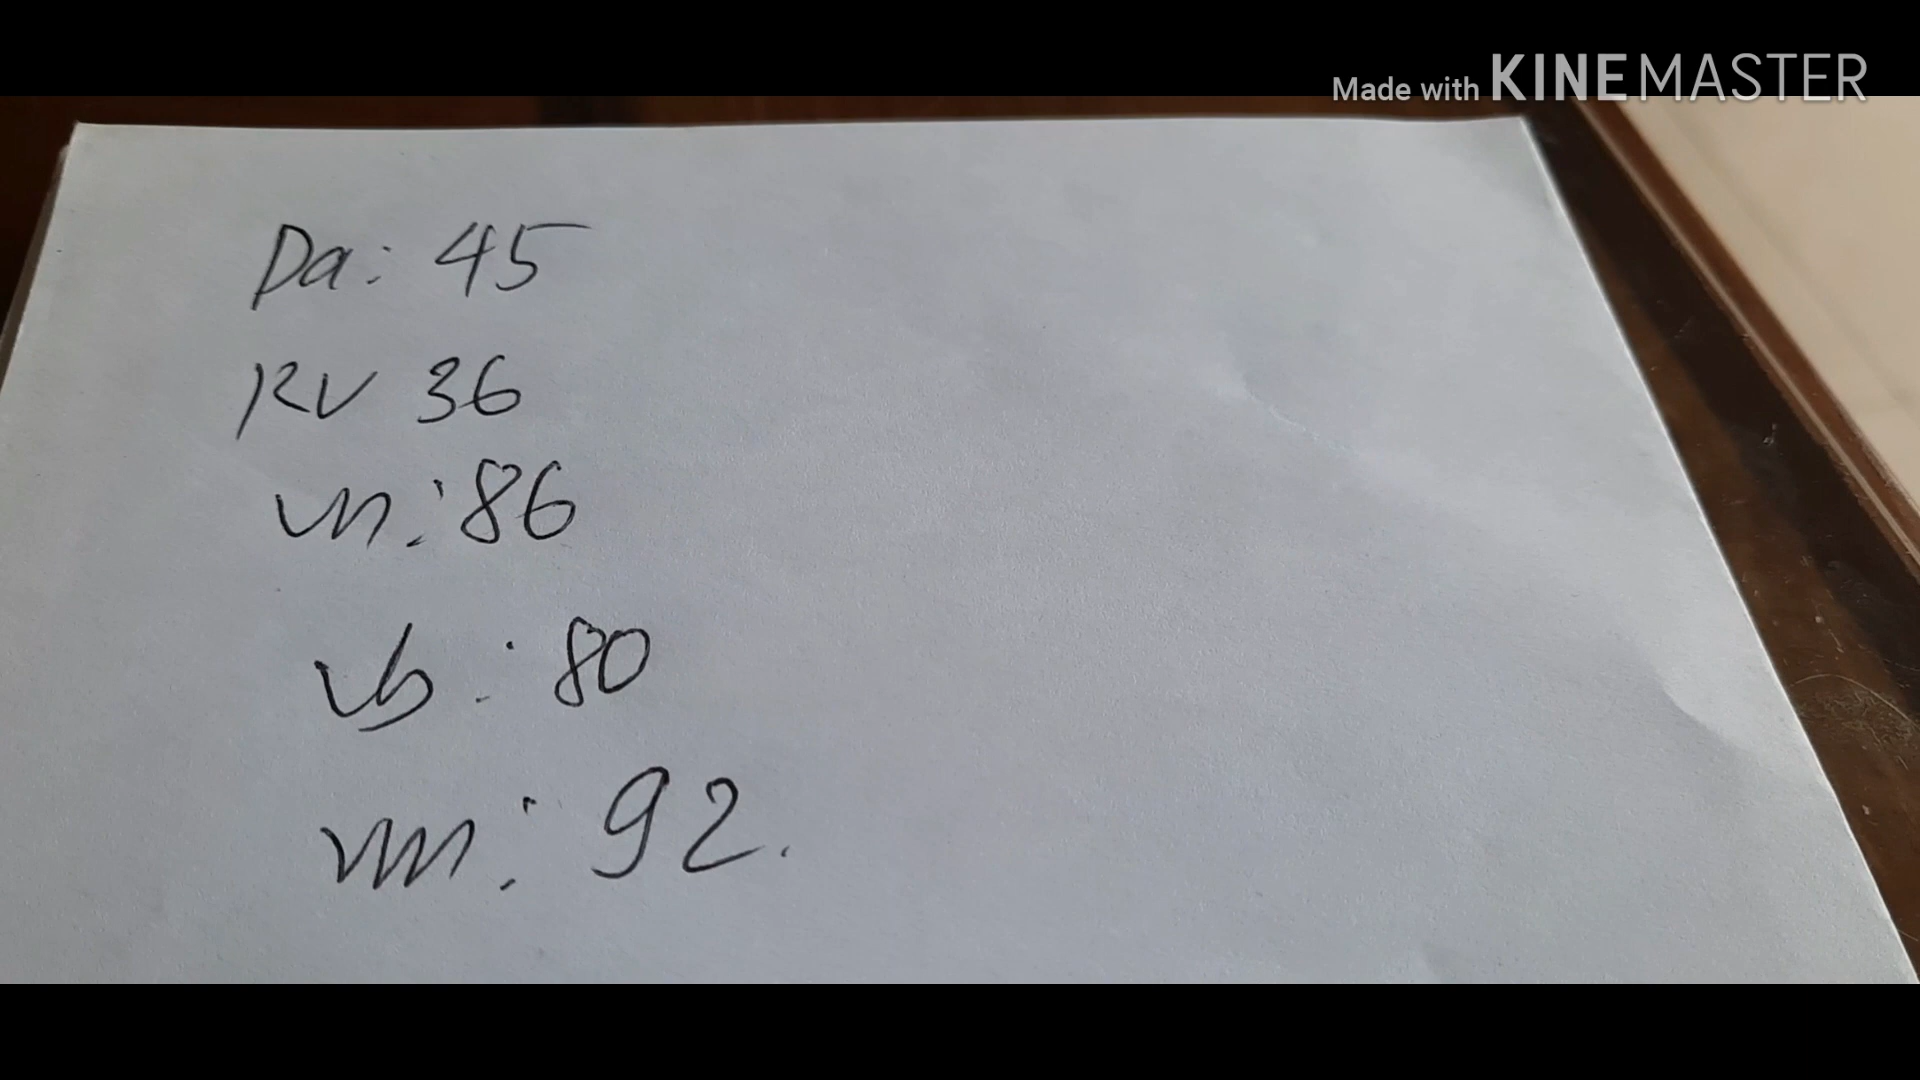 Made with KINEMASTER
Da: 45
RV 36
vn: 86
vb: 80
vm: 92.